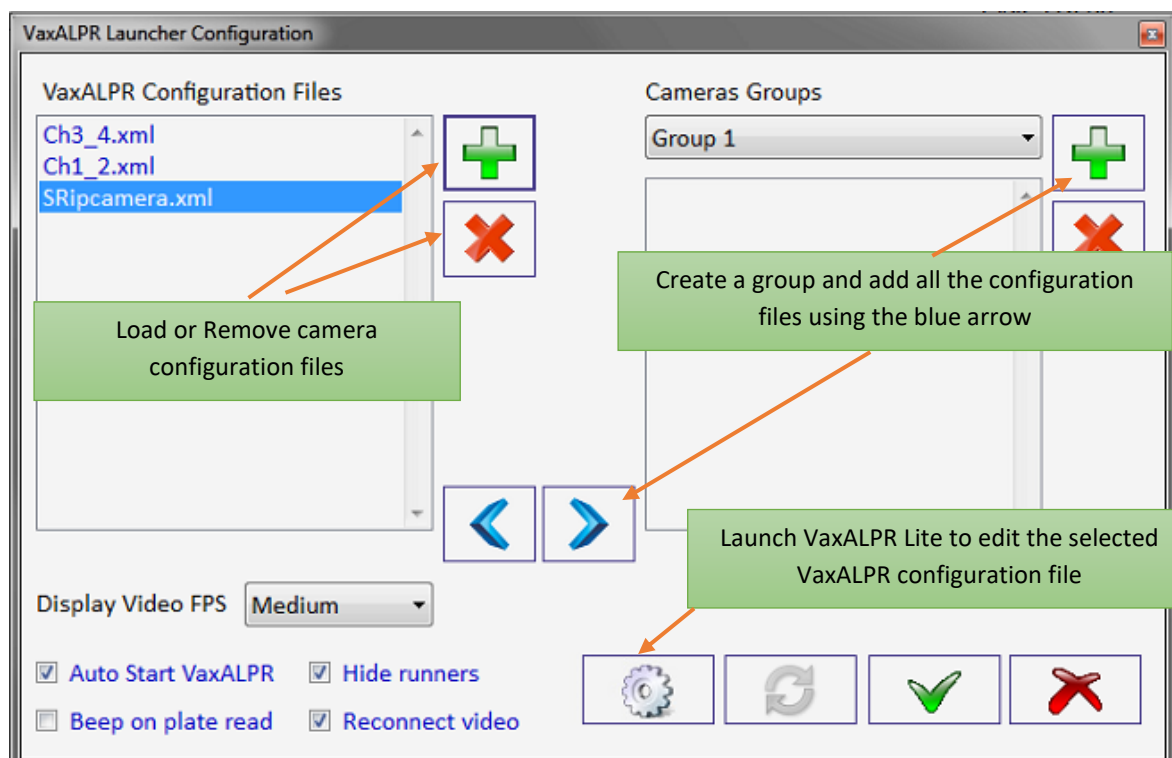 VaxALPR Launcher Configuration
VaxALPR Configuration Files
Cameras Groups
Ch3_4.xml
Ch1_2.xml
SRipcamera.xml
Group 1
Load or Remove camera
configuration files
Create a group and add all the configuration
files using the blue arrow
Launch VaxALPR Lite to edit the selected
VaxALPR configuration file
Display Video FPS Medium
Auto Start VaxALPR Hide runners
Beep on plate read Reconnect video